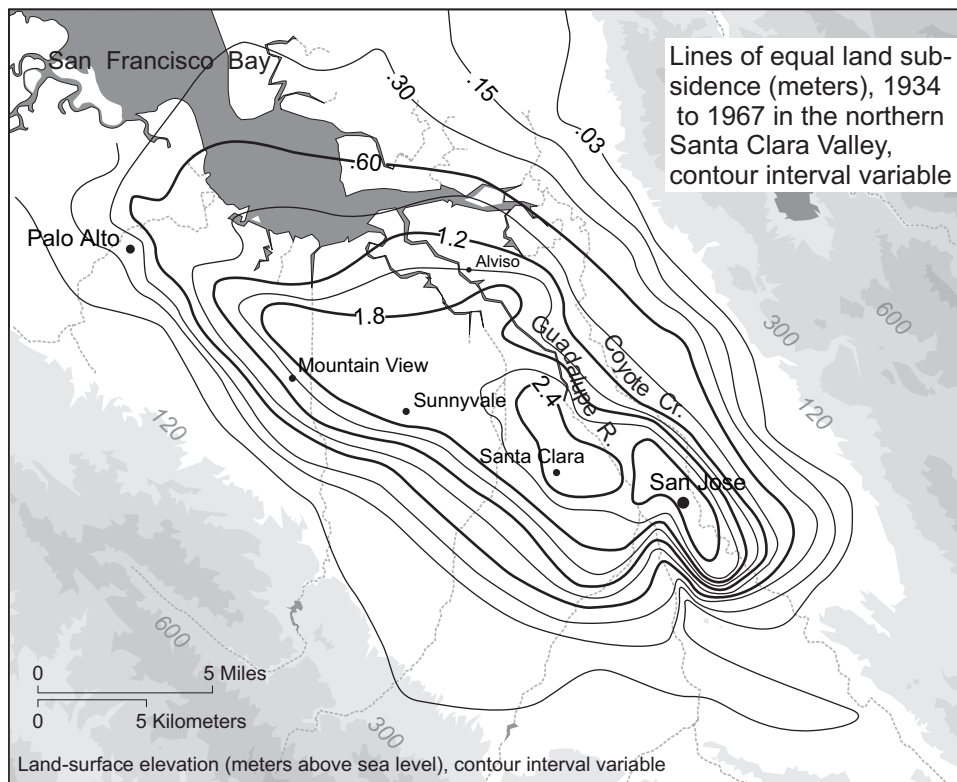 San Francisco Bay
Lines of equal land sub-
sidence (meters), 1934
to 1967 in the northern
Santa Clara Valley,
contour interval variable
.30
.15
.03
.60
Palo Alto
1.2
Alviso
1.8
Guadalupe R.
Coyote Cr.
300
600
Mountain View
2.4
Sunnyvale
120
120
Santa Clara
San Jose
600
0 5 Miles
0 5 Kilometers
300
Land-surface elevation (meters above sea level), contour interval variable